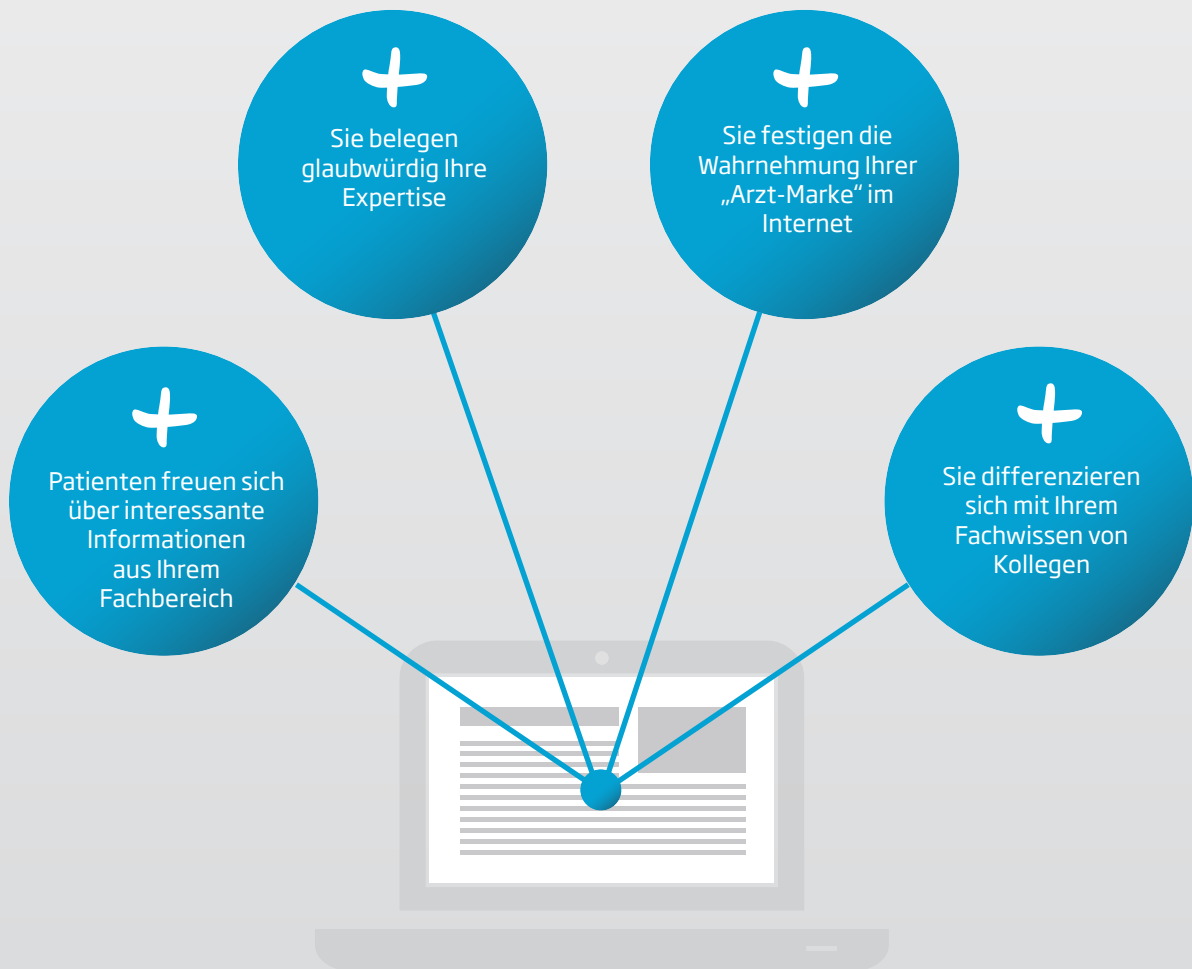 Sie belegen
glaubwürdig Ihre
Expertise
Sie festigen die
Wahrnehmung Ihrer
„Arzt-Marke“ im
Internet
Patienten freuen sich
über interessante
Informationen
aus Ihrem
Fachbereich
Sie differenzieren
sich mit Ihrem
Fachwissen von
Kollegen